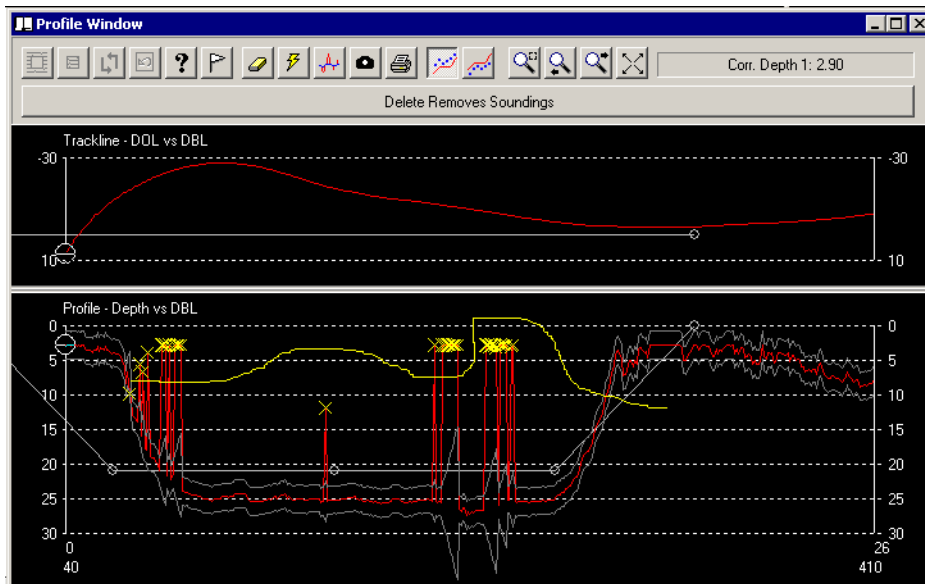 Profile Window
Corr. Depth 1: 2.90
Delete Removes Soundings
Trackline - DOL vs DBL
-30 -30
10 10
Profile - Depth vs DBL
0 0
5 5
10 10
15 15
20 20
25 25
30 30
0 26
40 410